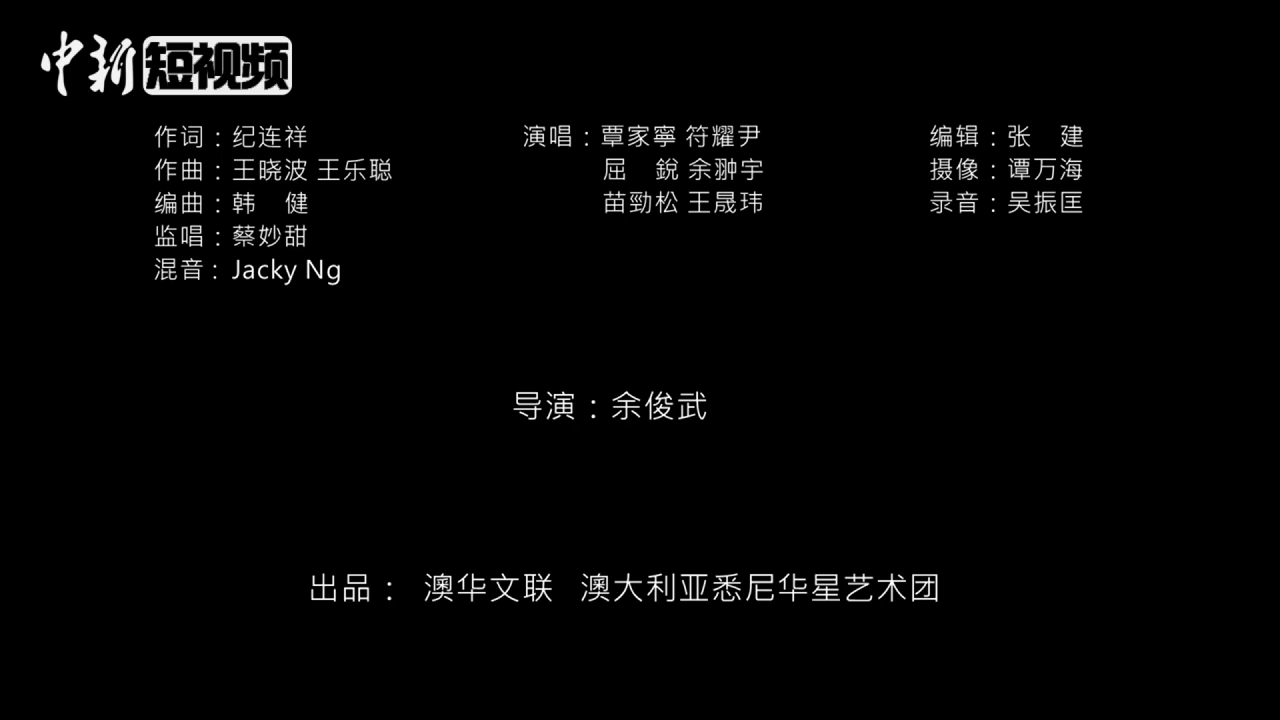 中新短视频
作词：纪连祥
作曲：王晓波 王乐聪
编曲：韩 健
监唱：蔡妙甜
混音：Jacky Ng
演唱：覃家寧 符耀尹
屈 銳 余翀宇
苗勁松 王晟玮
编辑：张 建
摄像：谭万海
录音：吴振匡
导演：余俊武
出品： 澳华文联 澳大利亚悉尼华星艺术团